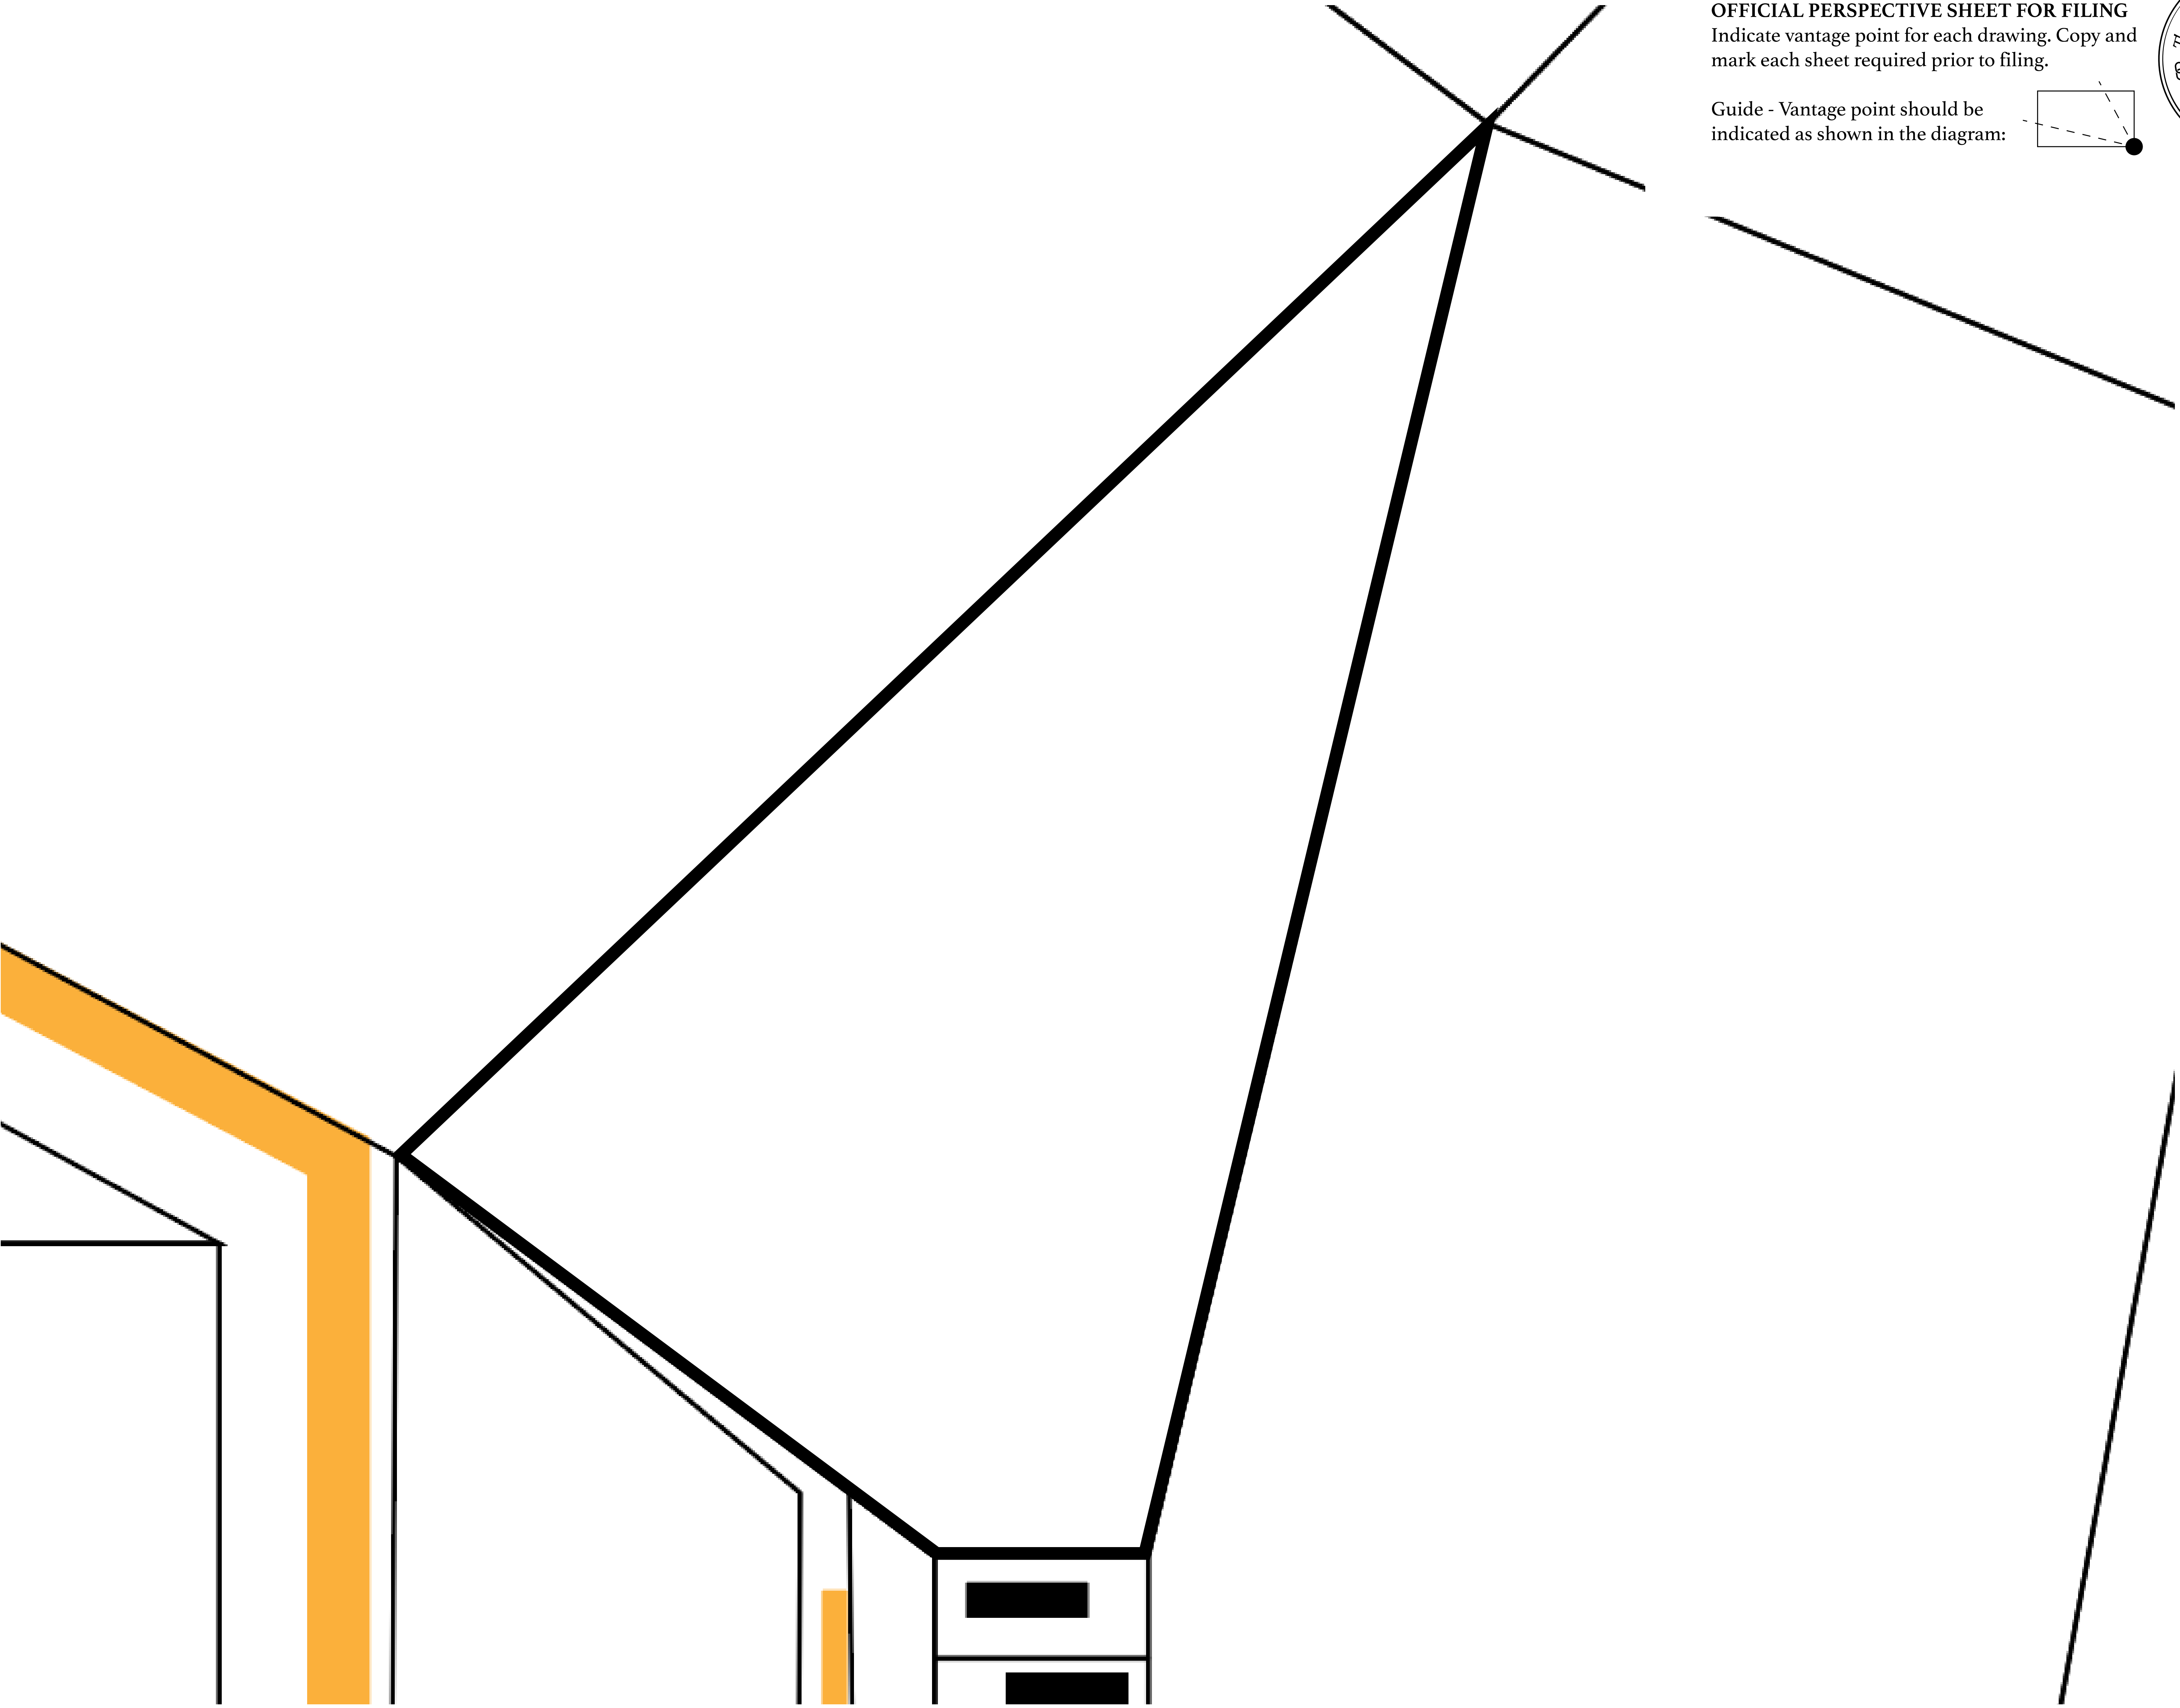 OFFICIAL PERSPECTIVE SHEET FOR FILING
Indicate vantage point for each drawing. Copy and
mark each sheet required prior to filing.
Guide - Vantage point should be
indicated as shown in the diagram: